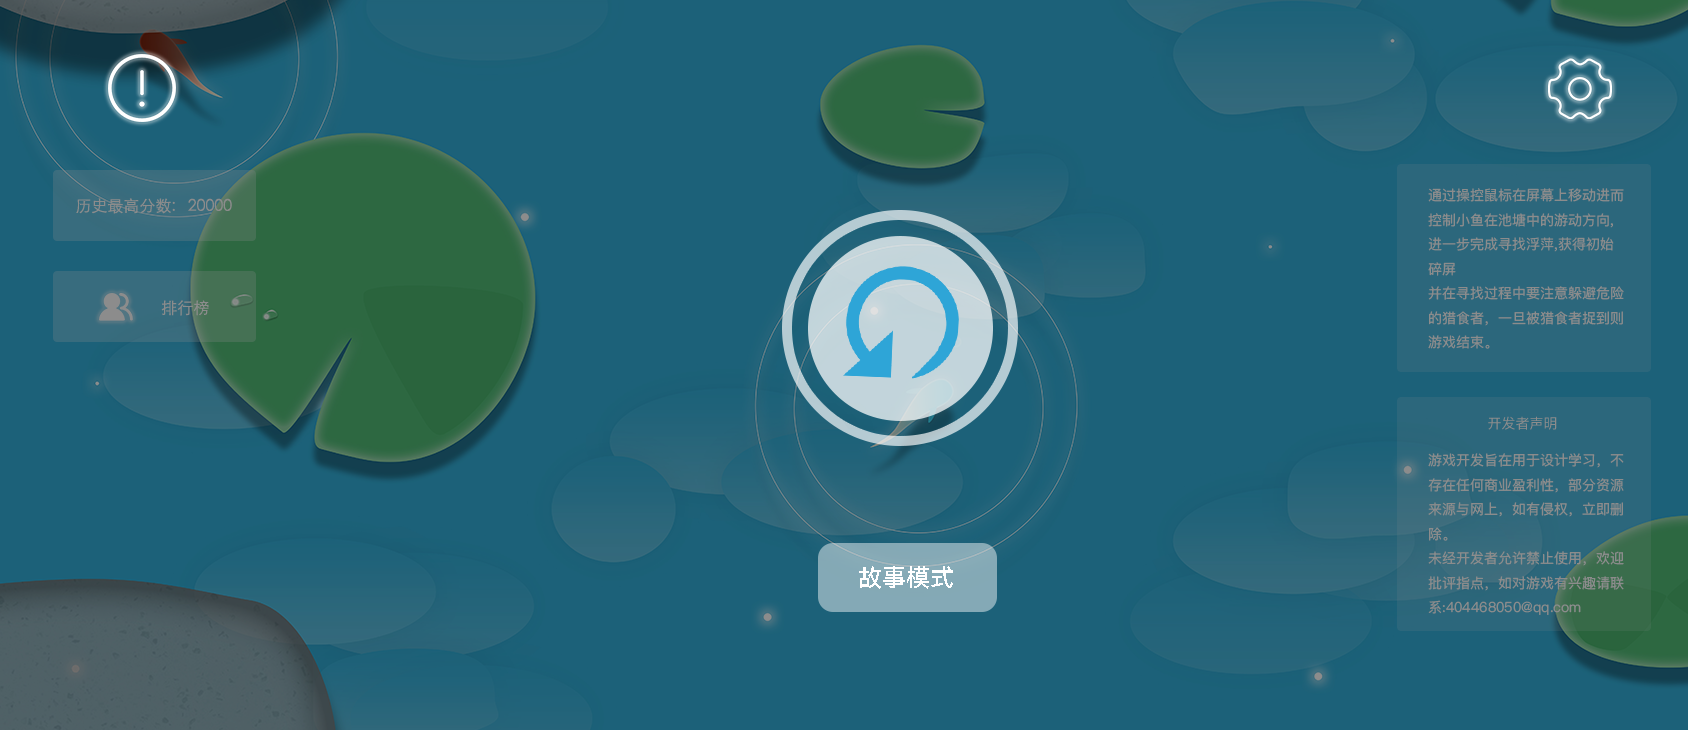 历史最高分数：20000
排行榜
故事模式
通过操控鼠标在屏幕上移动进而
控制小鱼在池塘中的游动方向,
进一步完成寻找浮萍,获得初始
碎屏
并在寻找过程中要注意躲避危险
的猎食者，一旦被猎食者捉到则
游戏结束。
开发者声明
游戏开发旨在用于设计学习，不
存在任何商业盈利性，部分资源
来源与网上，如有侵权，立即删
除。
未经开发者允许禁止使用，欢迎
批评指点，如对游戏有兴趣请联
系:404468050@qq.com